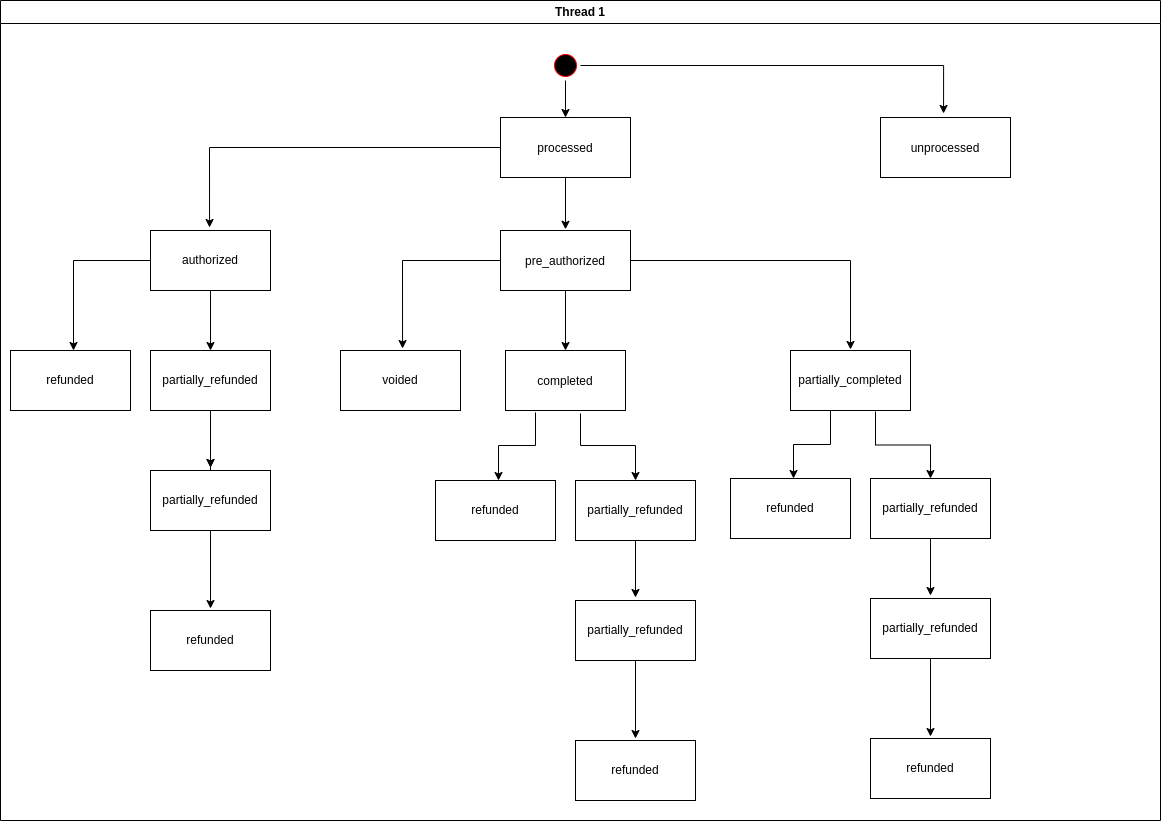 Thread 1
processed
unprocessed
authorized
pre_authorized
refunded
partially_refunded
voided
completed
partially_completed
partially_refunded
refunded
partially_refunded
refunded
partially_refunded
refunded
partially_refunded
partially_refunded
refunded
refunded